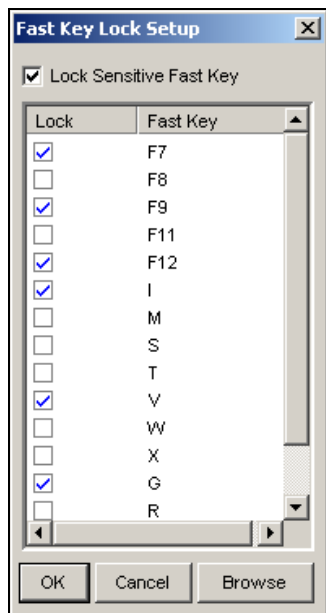 Fast Key Lock Setup
Lock Sensitive Fast Key
Lock Fast Key
F7
F8
F9
F11
F12
I
M
S
T
V
W
X
G
R
OK Cancel Browse